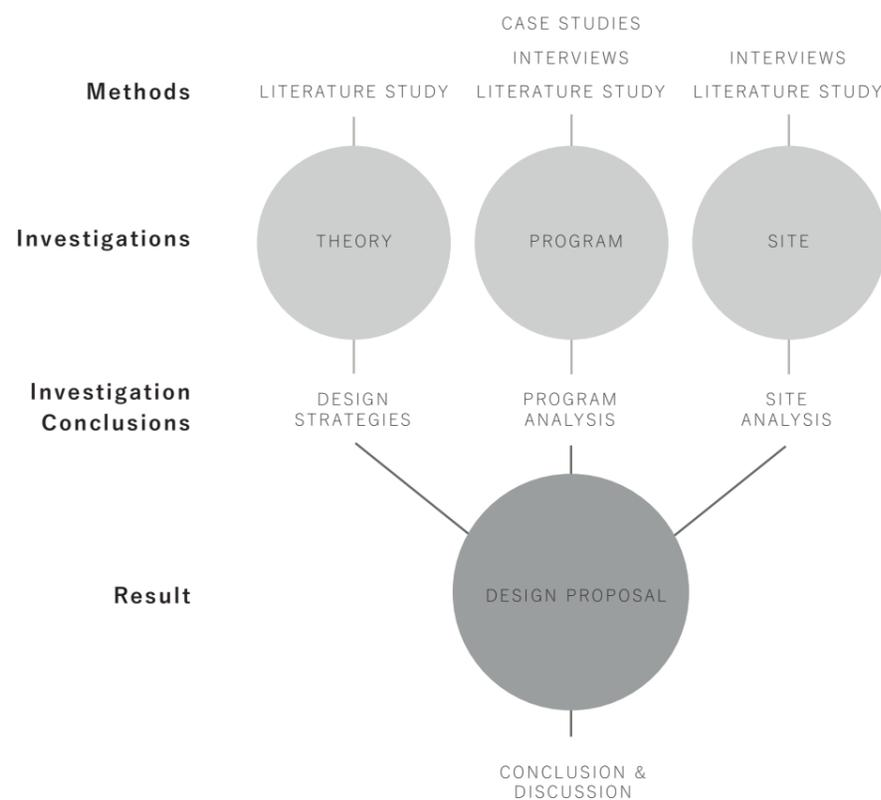 CASE STUDIES
INTERVIEWS INTERVIEWS
Methods LITERATURE STUDY LITERATURE STUDY LITERATURE STUDY
Investigations THEORY PROGRAM SITE
Investigation
Conclusions
DESIGN
STRATEGIES
PROGRAM
ANALYSIS
SITE
ANALYSIS
Result DESIGN PROPOSAL
CONCLUSION &
DISCUSSION